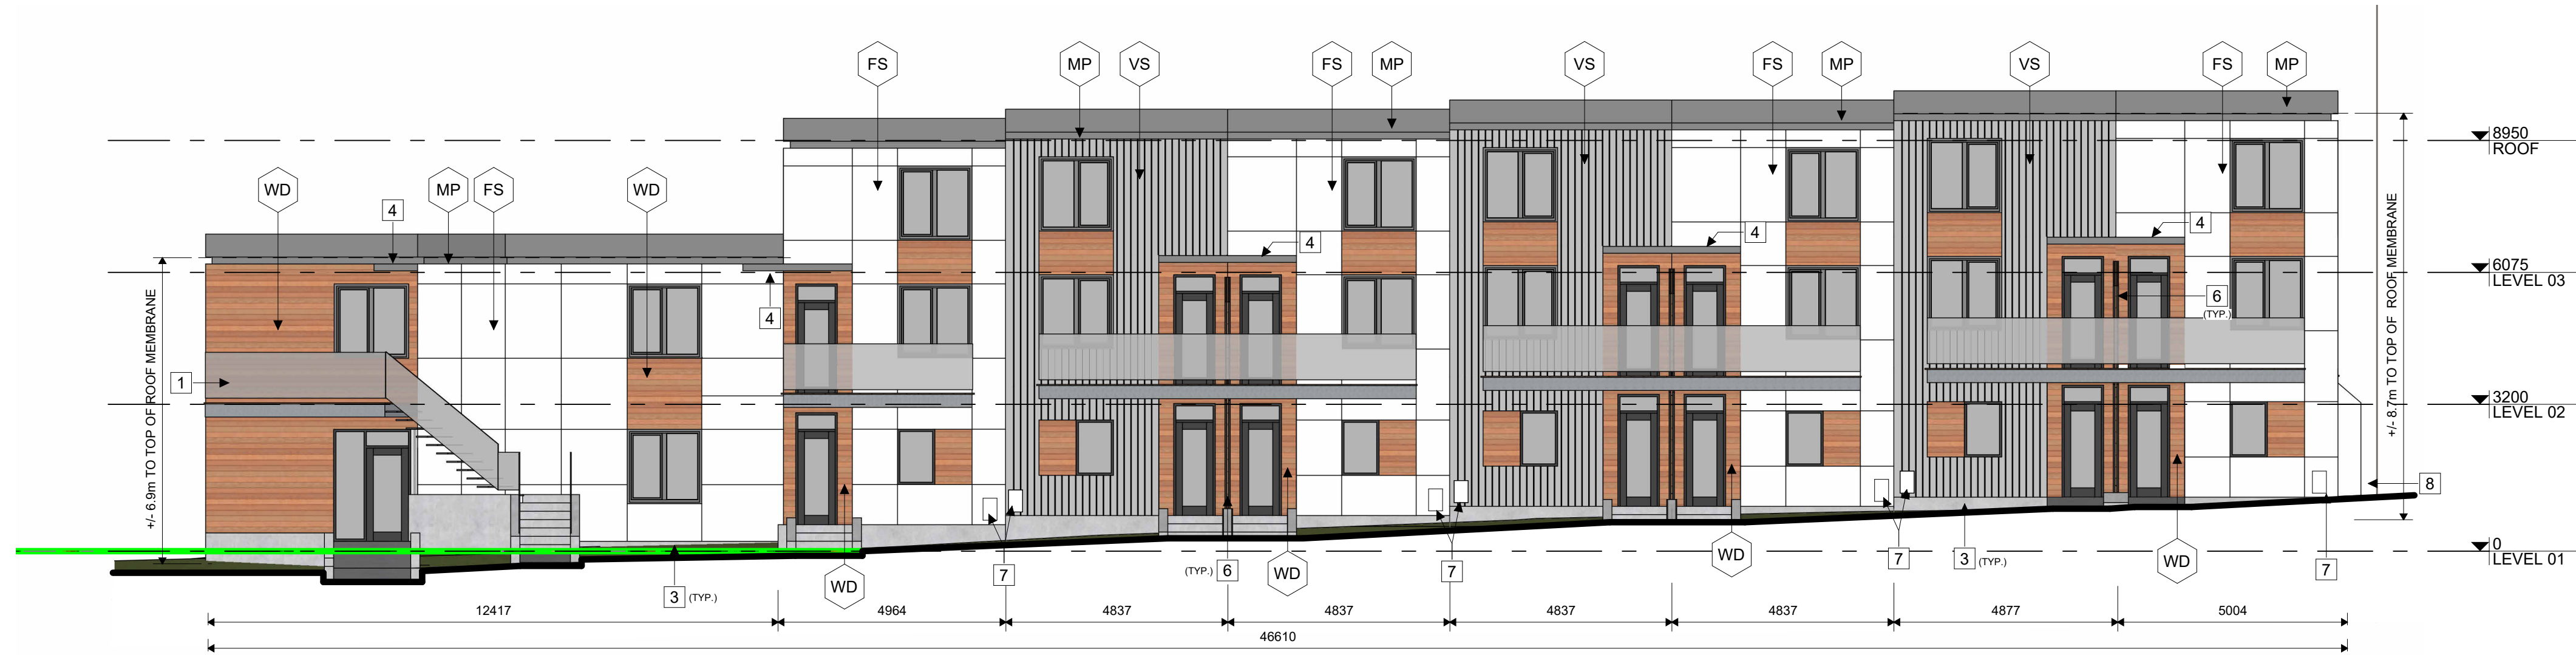 FS
MP
VS
FS
MP
VS
FS
MP
VS
FS
MP
8950
ROOF
WD
MP
FS
WD
4
4
4
4
6075
LEVEL 03
4
6
(TYP.)
1
3200
LEVEL 02
+/- 6.9m TO TOP OF ROOF MEMBRANE
+/- 8.7m TO TOP OF ROOF MEMBRANE
8
0
LEVEL 01
7
(TYP.) 6
WD
7
WD
7
3 (TYP.)
WD
7
WD
3 (TYP.)
12417
4964
4837
4837
4837
4837
4877
5004
46610